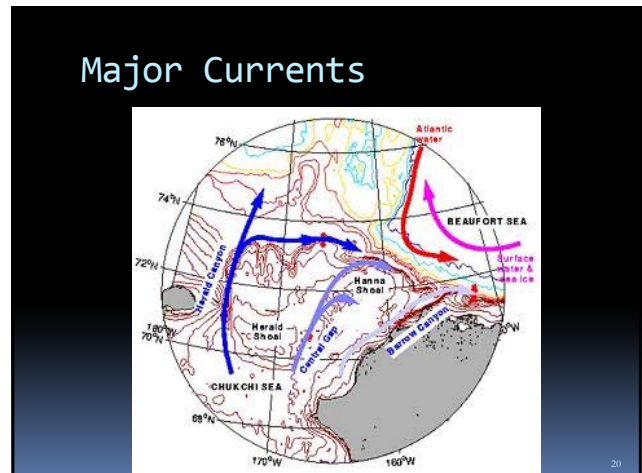 Major Currents
Atlantic
water
76°N
BEAUFORT SEA
74°N
Surface
water &
sea ice
Herald Canyon
72°N
Hanna
Shoal
Herald
Shoal
Central Gap
Barrow Canyon
70°N
CHUKCHI SEA
68°N
170°W
160°W
20